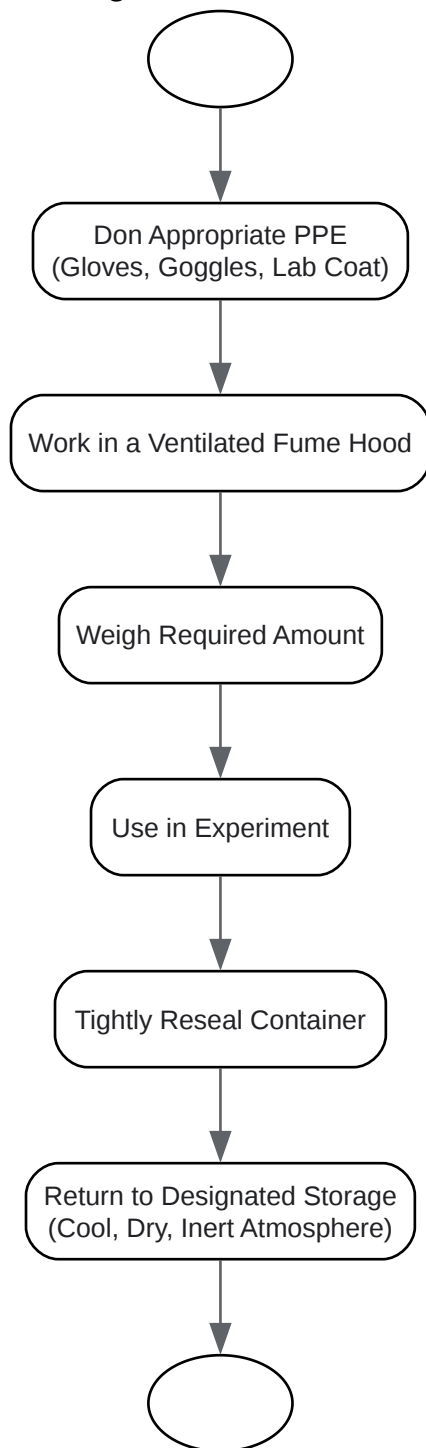 Don Appropriate PPE
(Gloves, Goggles, Lab Coat)
Work in a Ventilated Fume Hood
Weigh Required Amount
Use in Experiment
Tightly Reseal Container
Return to Designated Storage
(Cool, Dry, Inert Atmosphere)